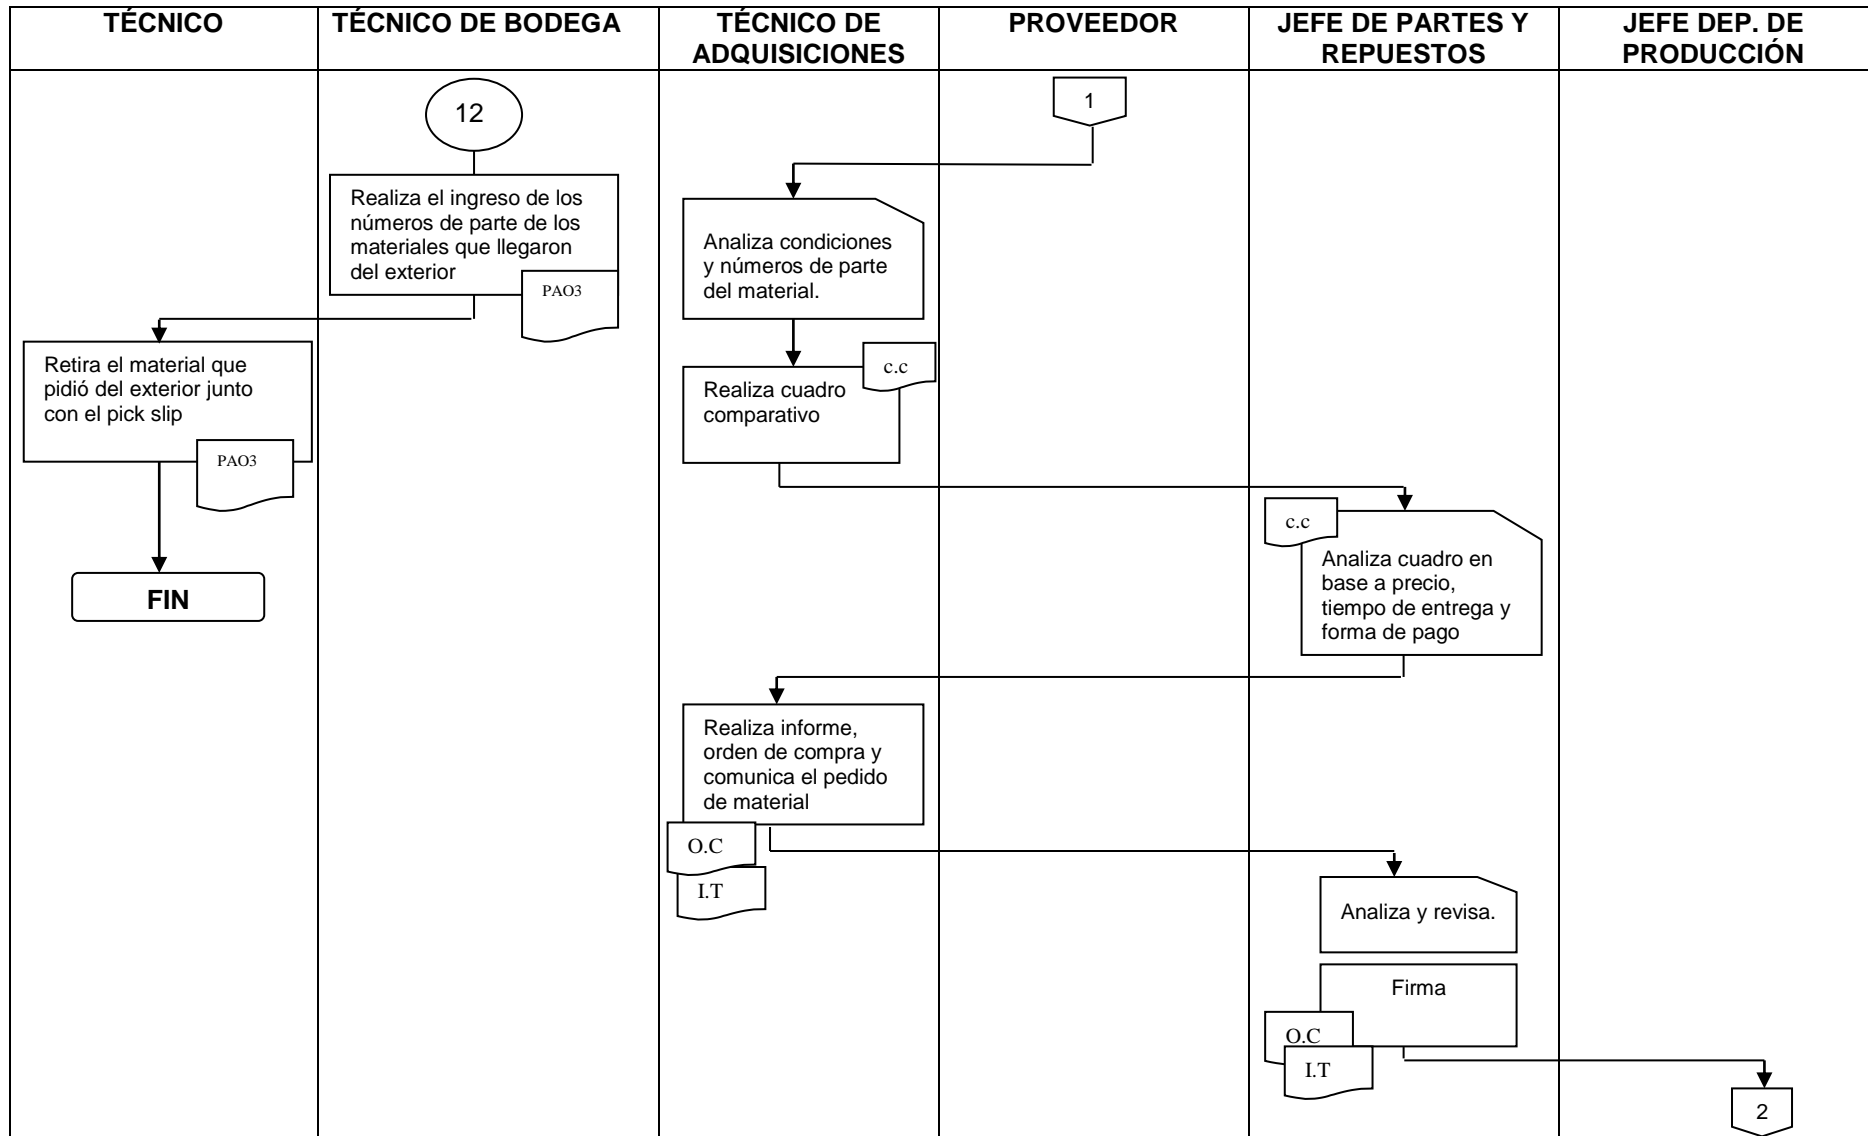 TÉCNICO
TÉCNICO DE BODEGA
TÉCNICO DE
ADQUISICIONES
PROVEEDOR
JEFE DE PARTES Y
REPUESTOS
JEFE DEP. DE
PRODUCCIÓN
12
Realiza el ingreso de los
números de parte de los
materiales que llegaron
del exterior
PAO3
Retira el material que
pidió del exterior junto
con el pick slip
PAO3
FIN
1
Analiza condiciones
y números de parte
del material.
c.c
Realiza cuadro
comparativo
c.c
Analiza cuadro en
base a precio,
tiempo de entrega y
forma de pago
Realiza informe,
orden de compra y
comunica el pedido
de material
O.C
I.T
Analiza y revisa.
Firma
O.C
I.T
2